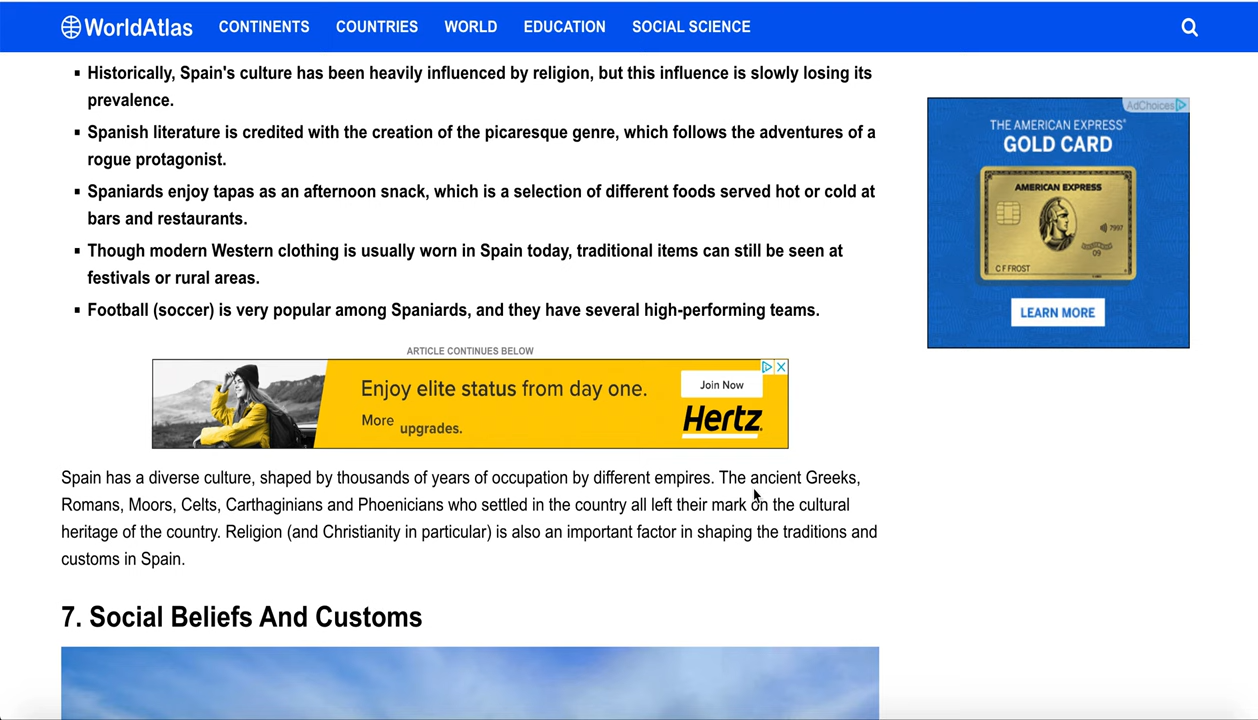 WorldAtlas CONTINENTS COUNTRIES WORLD EDUCATION SOCIAL SCIENCE
▪ Historically, Spain's culture has been heavily influenced by religion, but this influence is slowly losing its
prevalence.
▪ Spanish literature is credited with the creation of the picaresque genre, which follows the adventures of a
rogue protagonist.
▪ Spaniards enjoy tapas as an afternoon snack, which is a selection of different foods served hot or cold at
bars and restaurants.
▪ Though modern Western clothing is usually worn in Spain today, traditional items can still be seen at
festivals or rural areas.
▪ Football (soccer) is very popular among Spaniards, and they have several high-performing teams.
AdChoices
THE AMERICAN EXPRESS®
GOLD CARD
AMERICAN EXPRESS
7997
09
C F FROST
LEARN MORE
ARTICLE CONTINUES BELOW
Enjoy elite status from day one.
More upgrades.
Join Now
Hertz.
Spain has a diverse culture, shaped by thousands of years of occupation by different empires. The ancient Greeks,
Romans, Moors, Celts, Carthaginians and Phoenicians who settled in the country all left their mark on the cultural
heritage of the country. Religion (and Christianity in particular) is also an important factor in shaping the traditions and
customs in Spain.
7. Social Beliefs And Customs